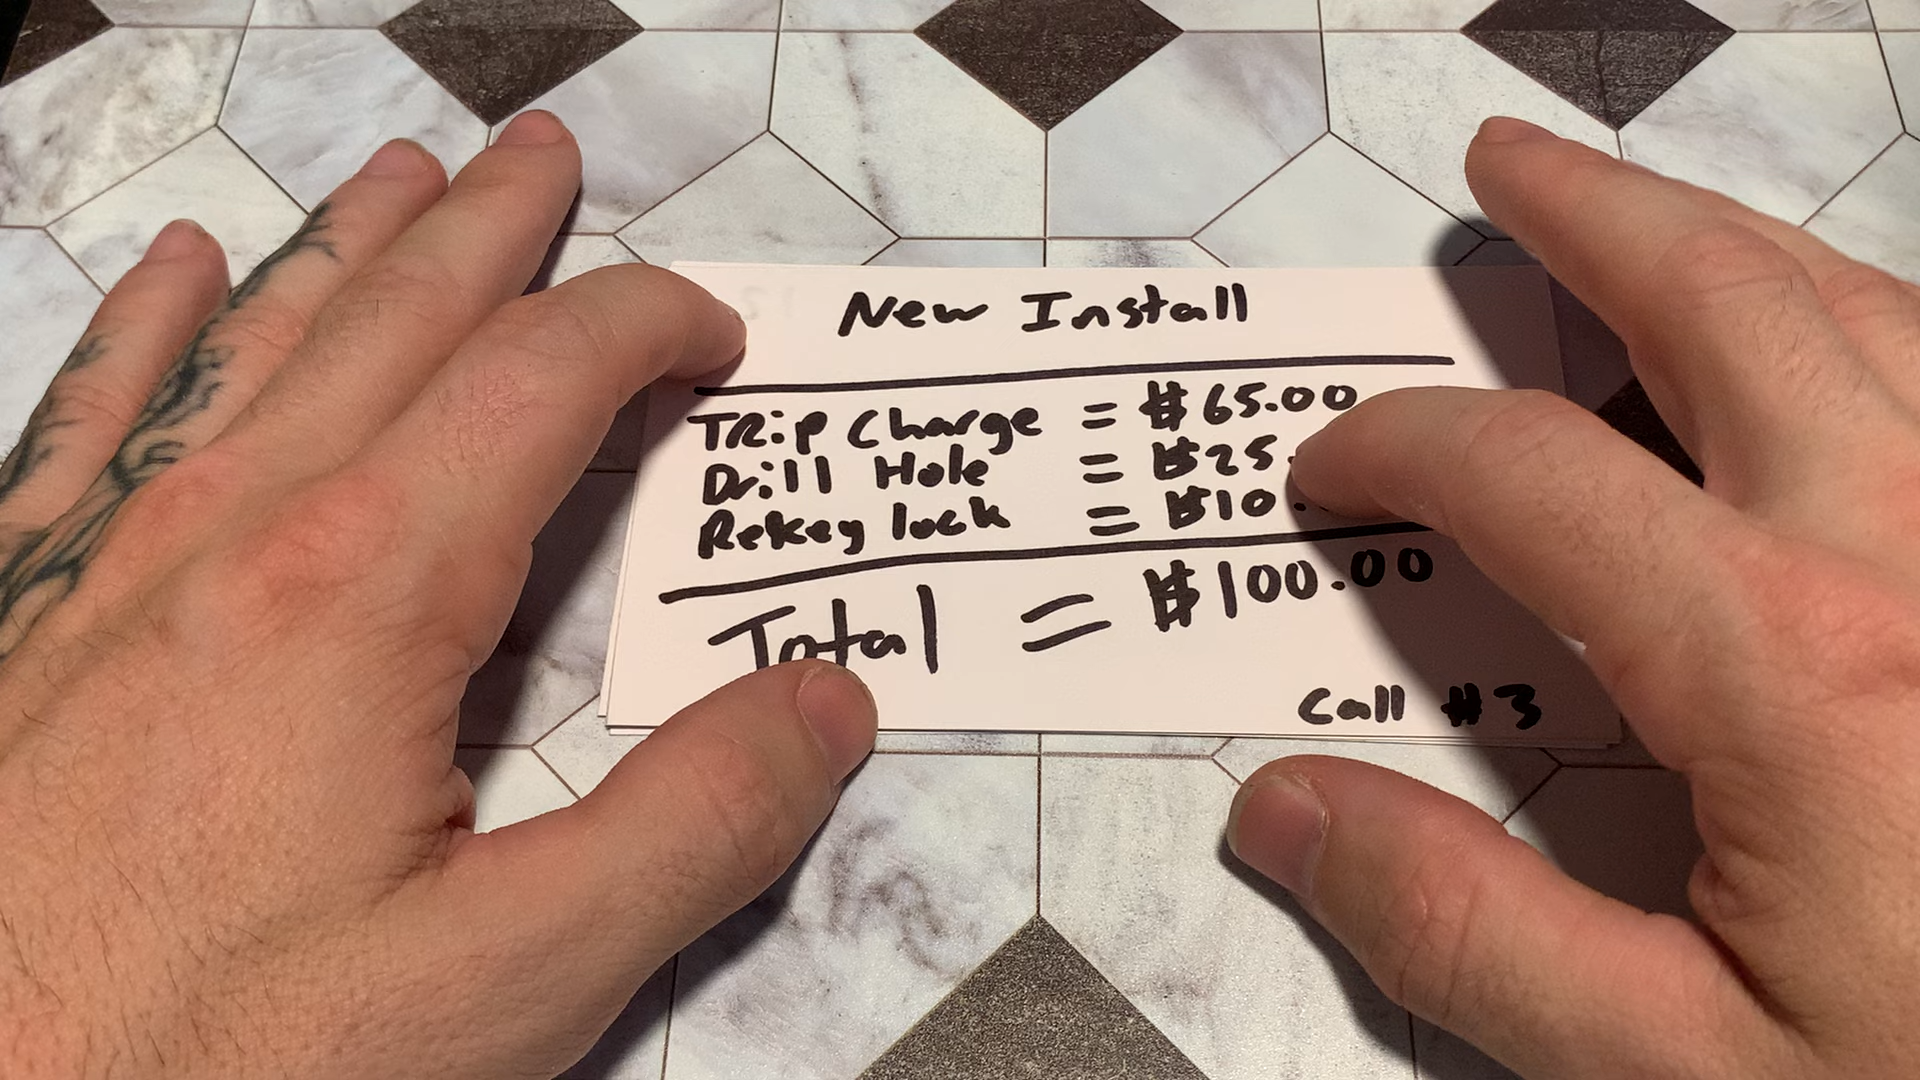 New Install
TRip Charge = $65.00
Drill Hole = $25.
Rekey lock = $10.
Total = $100.00
Call #3